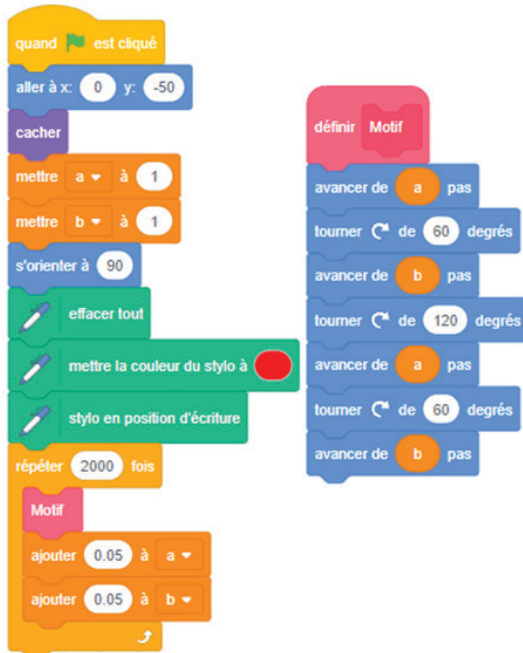 quand est cliqué
aller à x: 0 y: -50
cacher
mettre a à 1
mettre b à 1
s'orienter à 90
effacer tout
mettre la couleur du stylo à
stylo en position d'écriture
répéter 2000 fois
Motif
ajouter 0.05 à a
ajouter 0.05 à b
définir Motif
avancer de a pas
tourner de 60 degrés
avancer de b pas
tourner de 120 degrés
avancer de a pas
tourner de 60 degrés
avancer de b pas